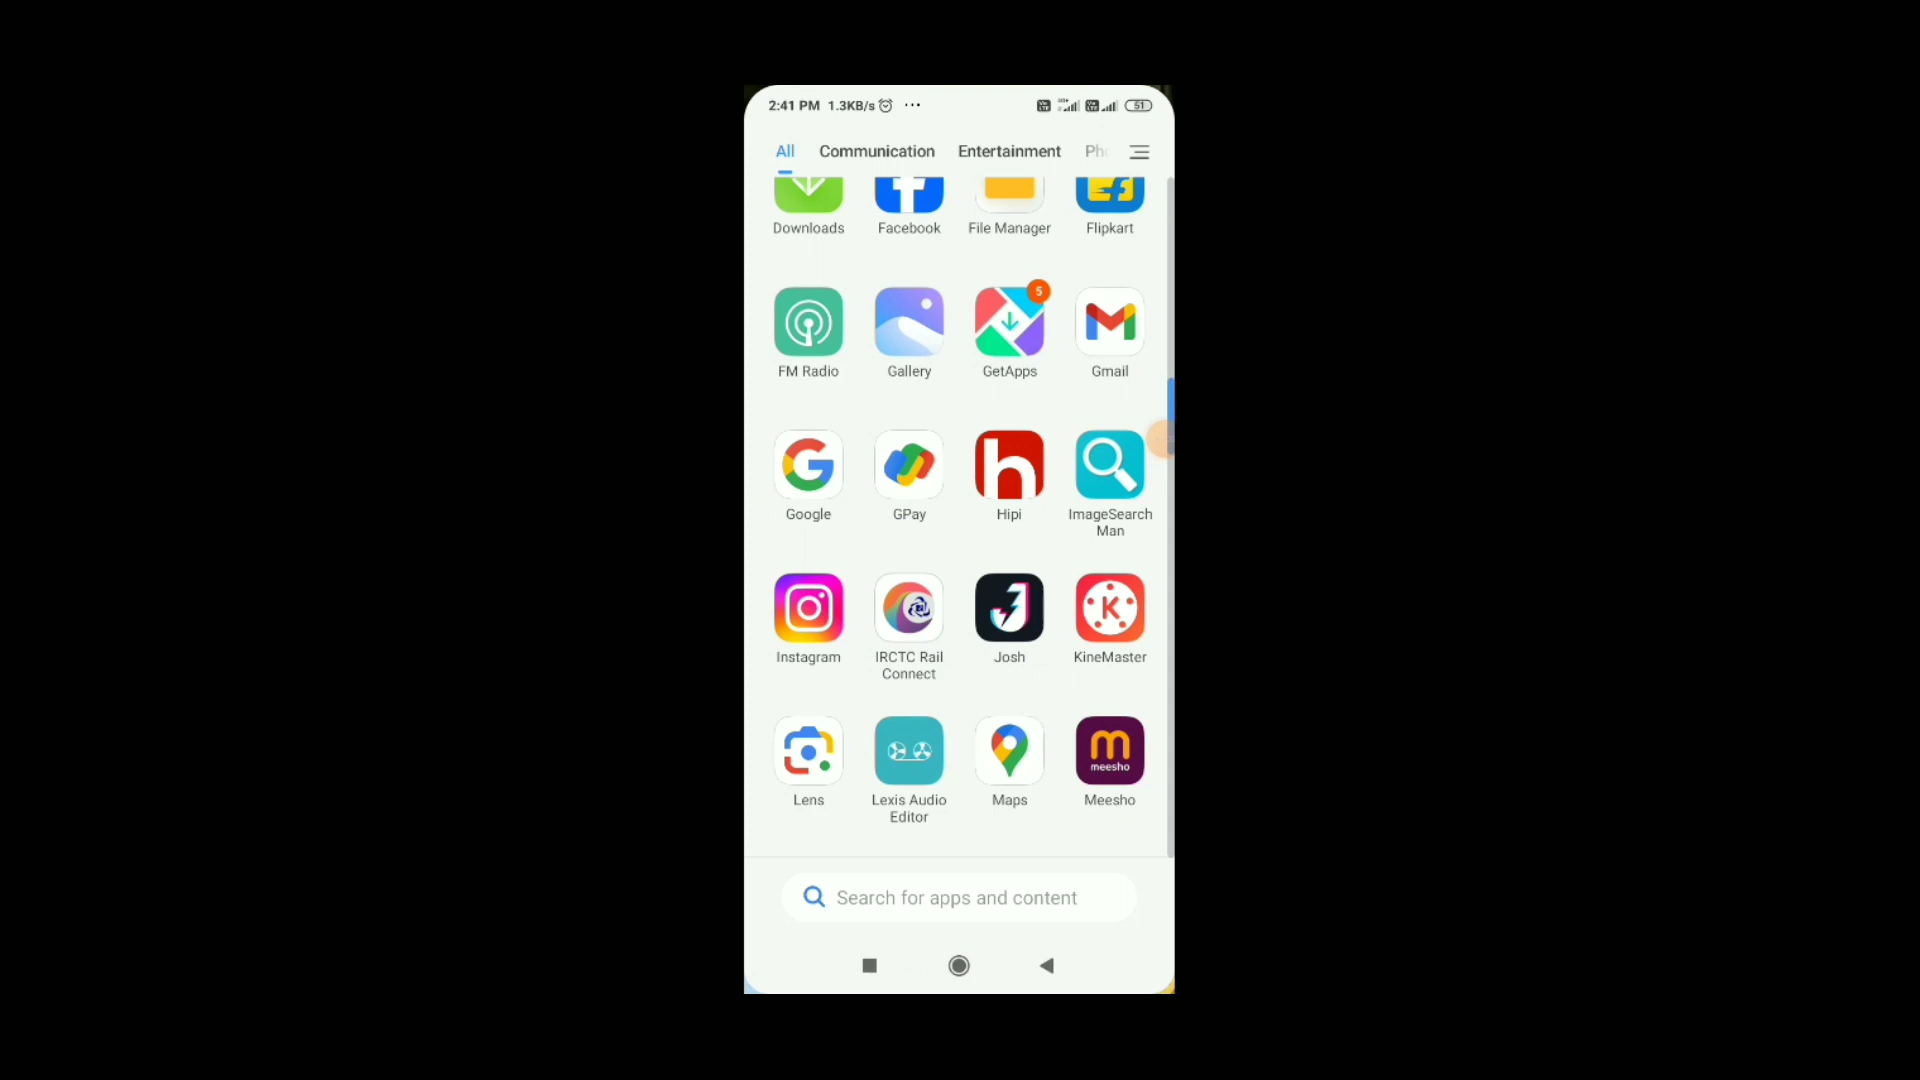 2:41 PM 1.3KB/s ··· 51
All Communication Entertainment
Downloads Facebook File Manager Flipkart
5
FM Radio Gallery GetApps Gmail
Google GPay Hipi ImageSearch
Man
Instagram IRCTC Rail Josh KineMaster
Connect
meesho
Lens Lexis Audio Maps Meesho
Editor
Search for apps and content